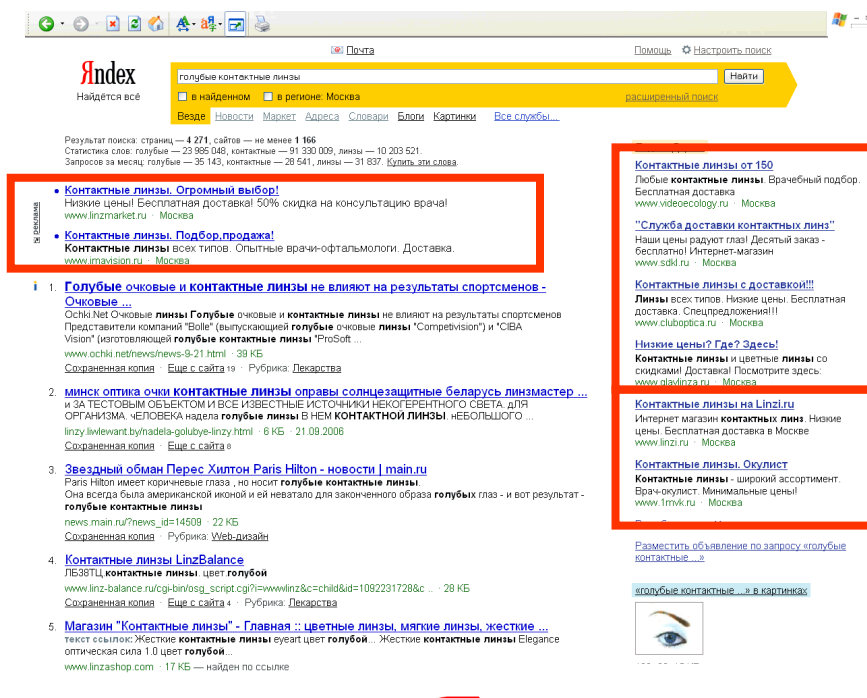 Почта
Помощь
Настроить поиск
Яndex
Найдётся всё
голубые контактные линзы
Найти
в найденном
в регионе: Москва
расширенный поиск
Везде Новости Маркет Адреса Словари Блоги Картинки Все службы...
Результат поиска: страниц — 4 271, сайтов — не менее 1 166
Статистика слов: голубые — 23 985 048, контактные — 91 330 009, линзы — 10 203 521.
Запросов за месяц: голубые — 35 143, контактные — 28 541, линзы — 31 837. Купить эти слова.
реклама
• Контактные линзы. Огромный выбор!
Низкие цены! Бесплатная доставка! 50% скидка на консультацию врача!
www.linzmarket.ru · Москва
• Контактные линзы. Подбор,продажа!
Контактные линзы всех типов. Опытные врачи-офтальмологи. Доставка.
www.imavision.ru · Москва
1. Голубые очковые и контактные линзы не влияют на результаты спортсменов -
Очковые ...
Ochki.Net Очковые линзы Голубые очковые и контактные линзы не влияют на результаты спортсменов
Представители компаний "Bolle" (выпускающией голубые очковые линзы "Competivision") и "CIBA
Vision" (изготовляющей голубые контактные линзы "ProSoft ...
www.ochki.net/news/news-9-21.html · 39 КБ
Сохраненная копия · Еще с сайта 19 · Рубрика: Лекарства
2. минск оптика очки контактные линзы оправы солнцезащитные беларусь линзмастер ...
и ЗА ТЕСТОВЫМ ОБЪЕКТОМ И ВСЕ ИЗВЕСТНЫЕ ИСТОЧНИКИ НЕКОГЕРЕНТНОГО СВЕТА. дЛЯ
ОРГАНИЗМА. чЕЛОВЕКА надела голубые линзы В НЕМ КОНТАКТНОЙ ЛИНЗЫ. нЕБОЛЬШОГО ...
linzy.liwlewant.by/nadela-golubye-linzy.html · 6 КБ · 21.09.2006
Сохраненная копия · Еще с сайта 8
3. Звездный обман Перес Хилтон Paris Hilton - новости | main.ru
Paris Hilton имеет коричневые глаза , но носит голубые контактные линзы.
Она всегда была американской иконой и ей неватало для законченного образа голубых глаз - и вот результат -
голубые контактные линзы
news.main.ru/?news_id=14509 · 22 КБ
Сохраненная копия · Рубрика: Web-дизайн
4. Контактные линзы LinzBalance
ЛБ38ТЦ,контактные линзы. цвет.голубой
www.linz-balance.ru/cgi-bin/osg_script.cgi?i=wwwlinz&c=child&id=1092231728&c .. · 28 КБ
Сохраненная копия · Еще с сайта 4 · Рубрика: Лекарства
5. Магазин "Контактные линзы" - Главная :: цветные линзы, мягкие линзы, жесткие ...
текст ссылок: Жесткие контактные линзы eyeart цвет голубой... Жесткие контактные линзы Elegance
оптическая сила 1.0 цвет голубой...
www.linzashop.com · 17 КБ — найден по ссылке
Контактные линзы от 150
Любые контактные линзы. Врачебный подбор.
Бесплатная доставка
www.videoecology.ru · Москва
"Служба доставки контактных линз"
Наши цены радуют глаз! Десятый заказ -
бесплатно! Интернет-магазин
www.sdkl.ru · Москва
Контактные линзы с доставкой!!!
Линзы всех типов. Низкие цены. Бесплатная
доставка. Спецпредложения!!!
www.cluboptica.ru · Москва
Низкие цены? Где? Здесь!
Контактные линзы и цветные линзы со
скидками! Доставка! Посмотрите здесь:
www.glavlinza.ru · Москва
Контактные линзы на Linzi.ru
Интернет магазин контактных линз. Низкие
цены. Бесплатная доставка в Москве
www.linzi.ru · Москва
Контактные линзы. Окулист
Контактные линзы - широкий ассортимент.
Врач-окулист. Минимальные цены!
www.1mvk.ru · Москва
Разместить объявление по запросу «голубые
контактные ...»
«голубые контактные ...» в картинках